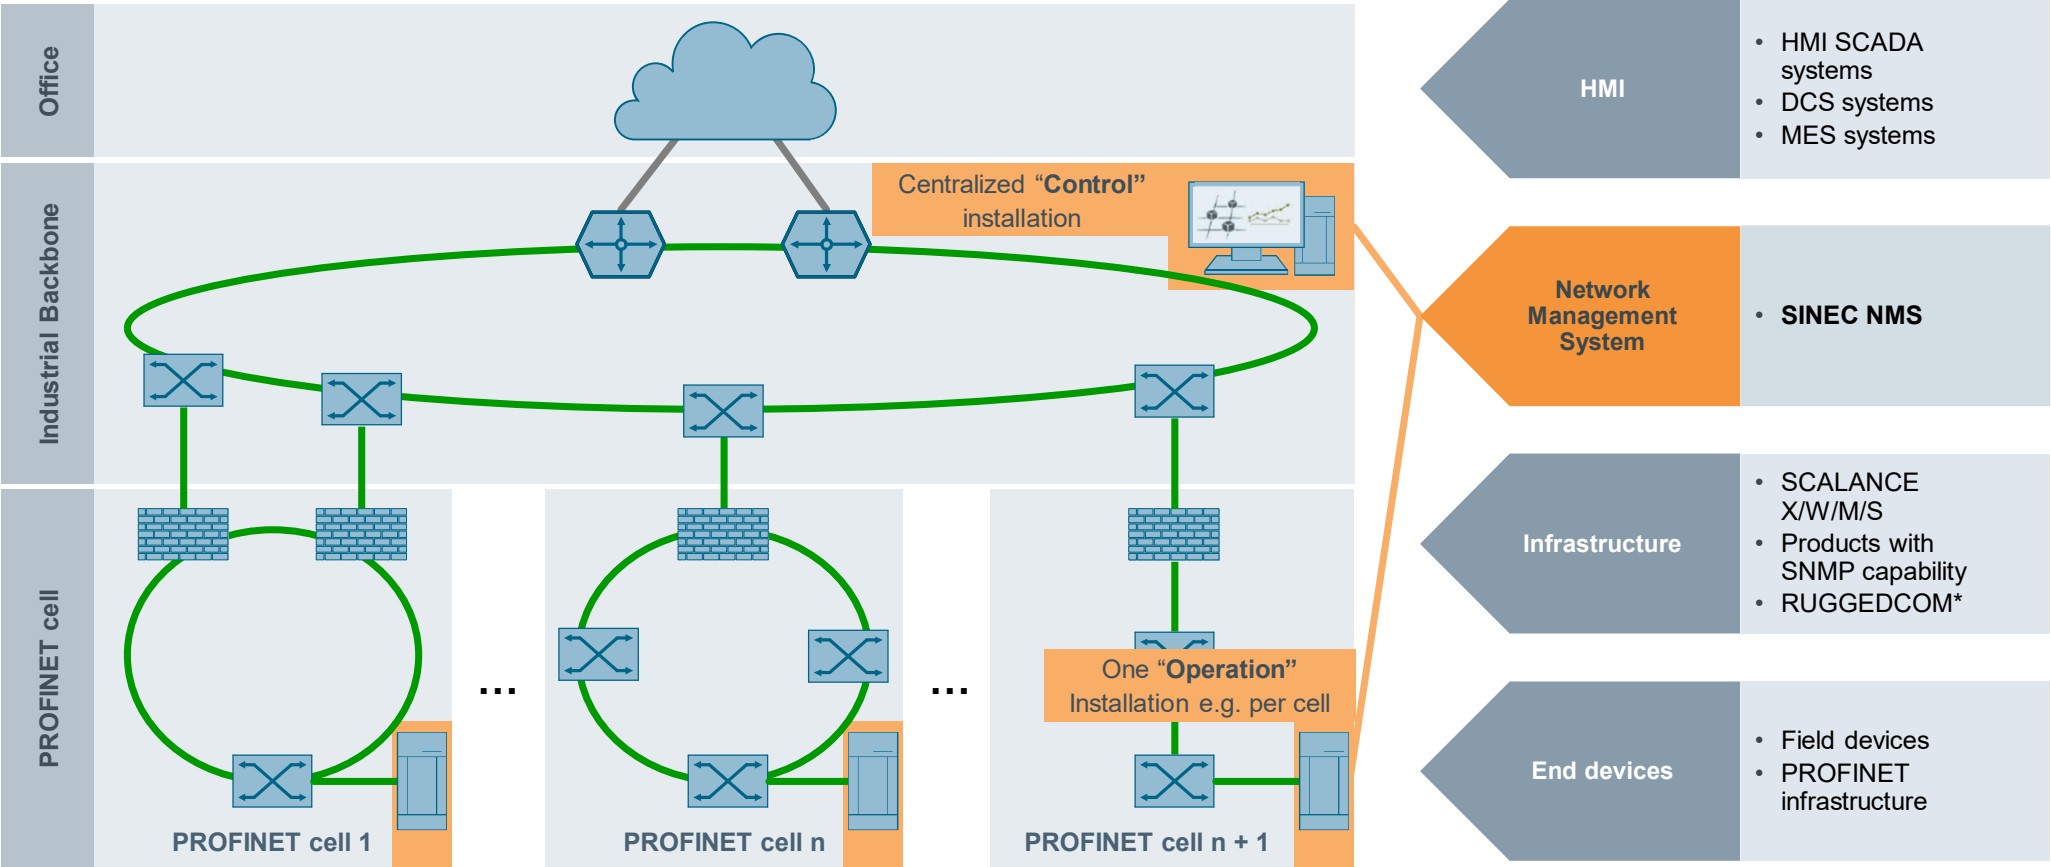 Office
Industrial Backbone
PROFINET cell
Centralized “Control”
installation
One “Operation”
Installation e.g. per cell
...
...
PROFINET cell 1
PROFINET cell n
PROFINET cell n + 1
HMI
• HMI SCADA
systems
• DCS systems
• MES systems
Network
Management
System
• SINEC NMS
Infrastructure
• SCALANCE
X/W/M/S
• Products with
SNMP capability
• RUGGEDCOM*
End devices
• Field devices
• PROFINET
infrastructure